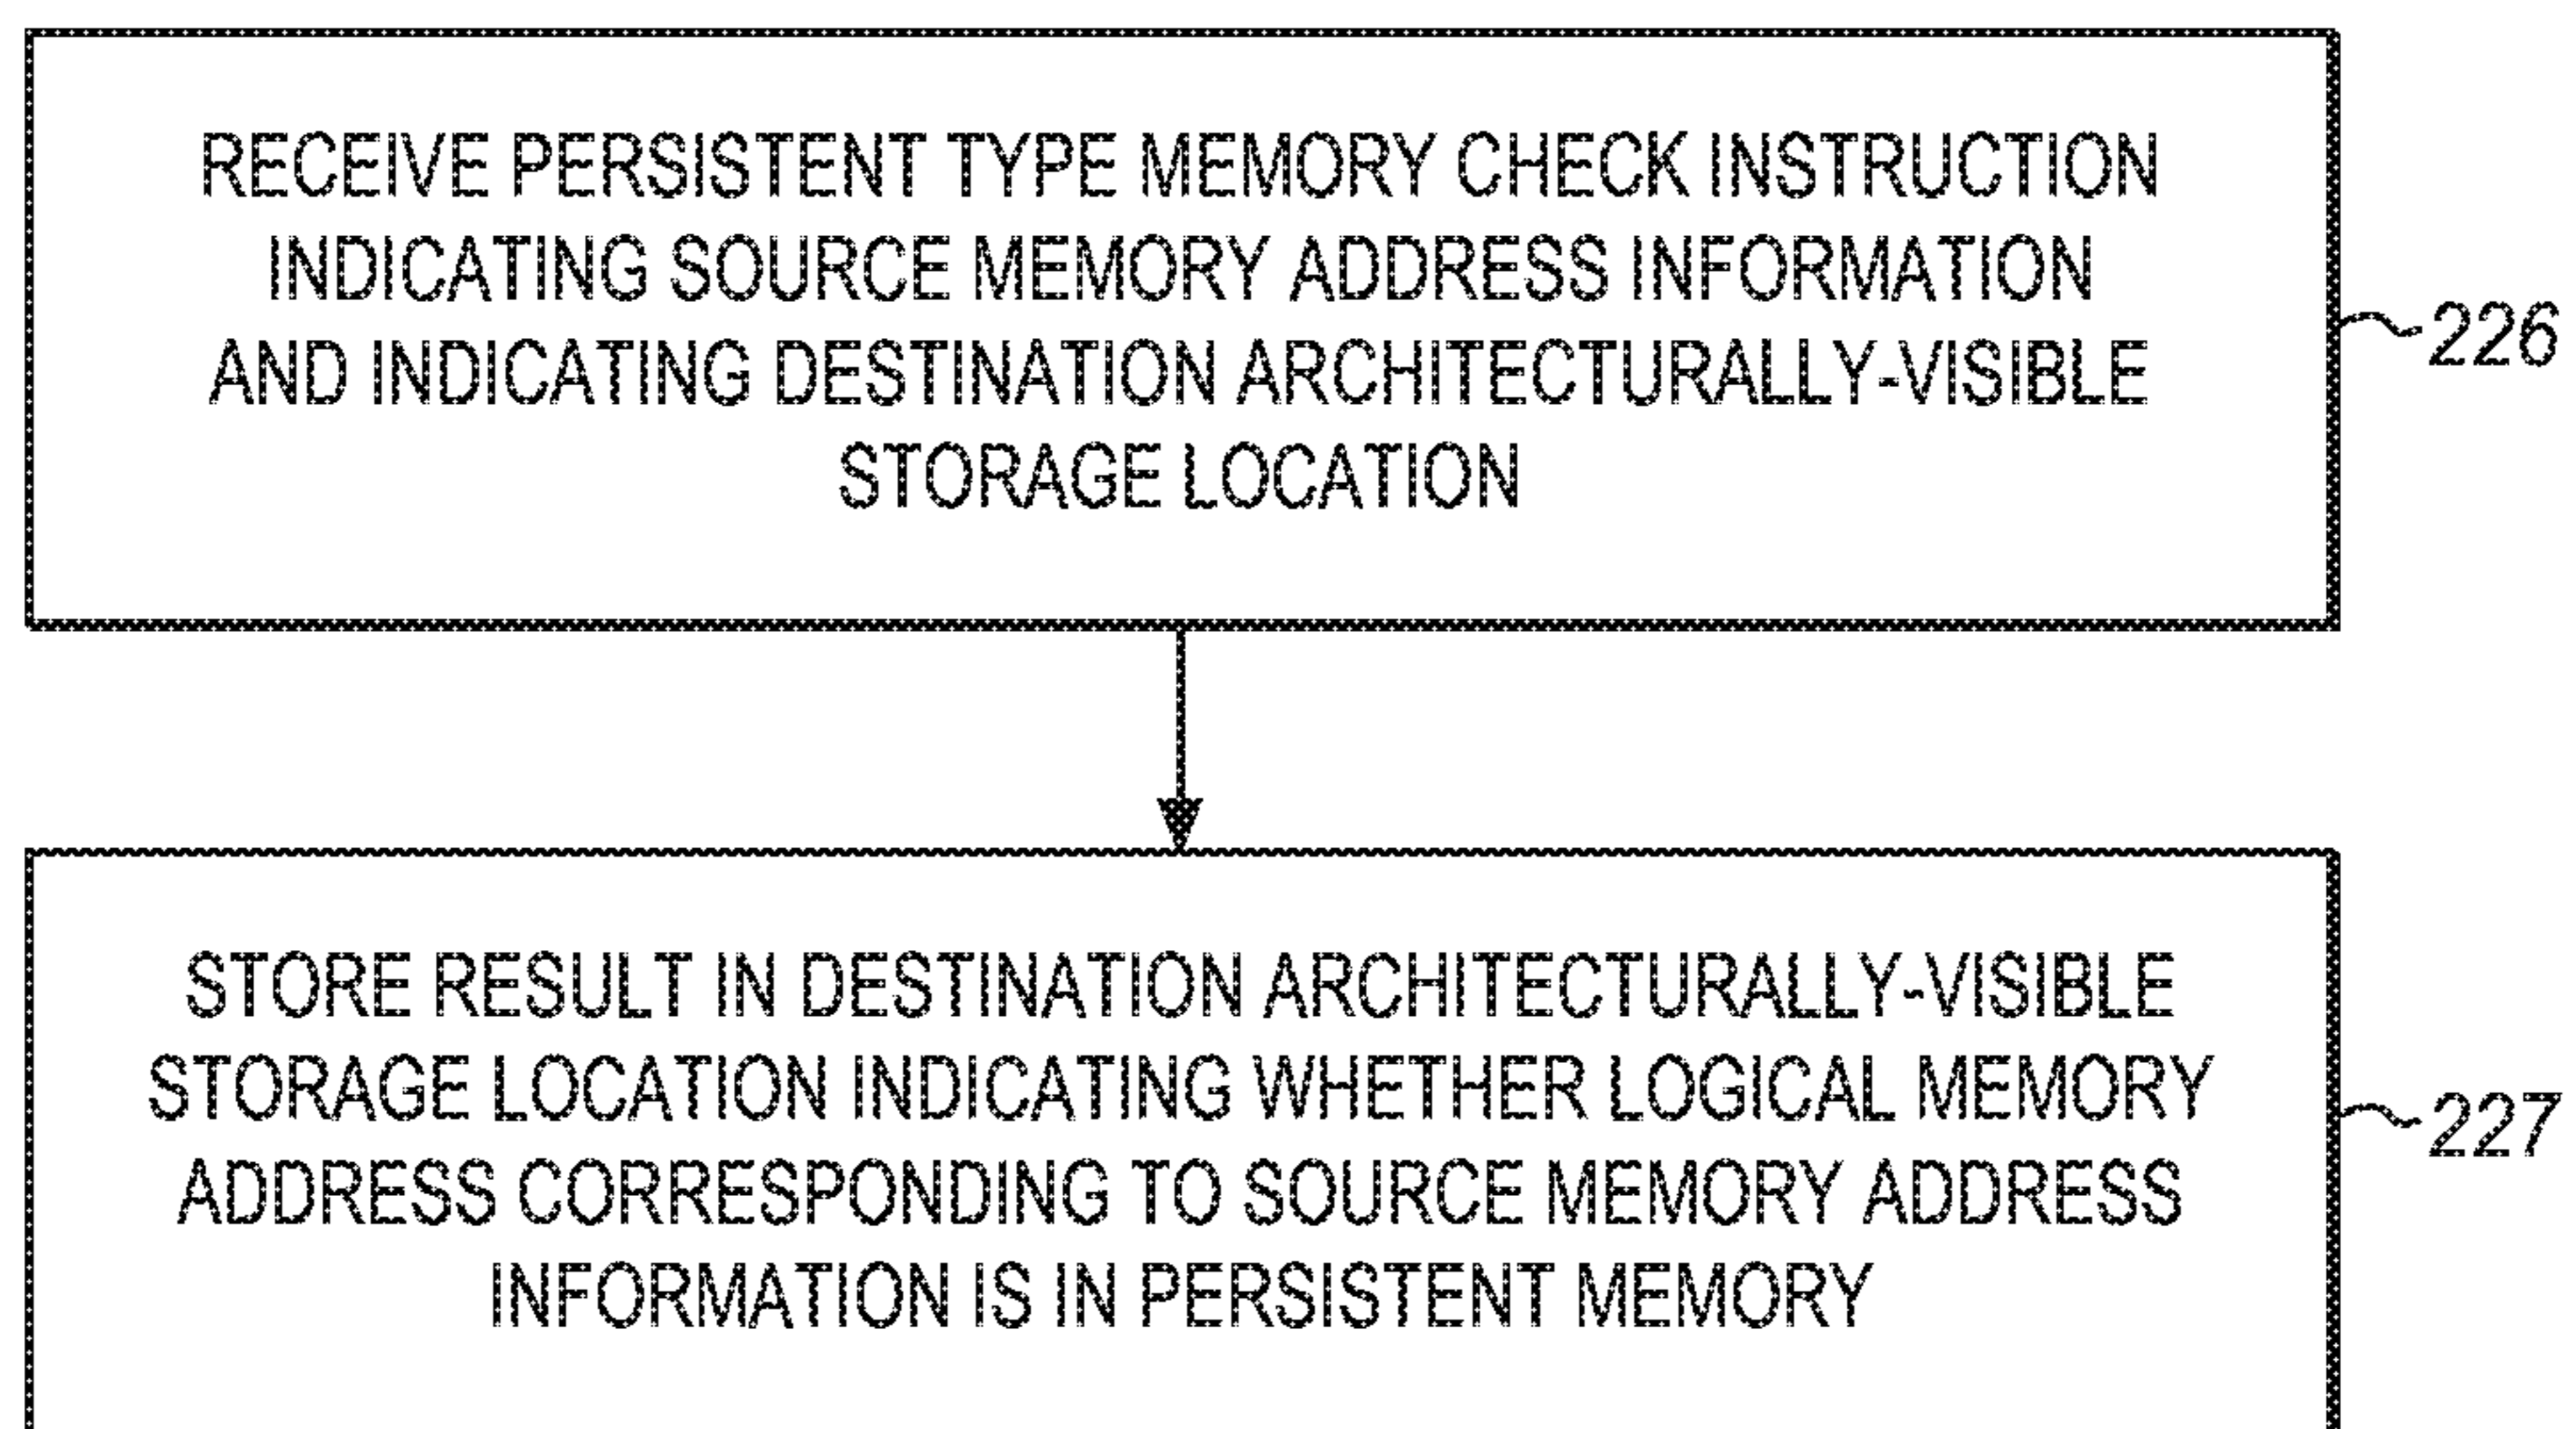 RECEIVE PERSISTENT TYPE MEMORY CHECK INSTRUCTION
INDICATING SOURCE MEMORY ADDRESS INFORMATION
AND INDICATING DESTINATION ARCHITECTURALLY-VISIBLE
STORAGE LOCATION
226
STORE RESULT IN DESTINATION ARCHITECTURALLY-VISIBLE
STORAGE LOCATION INDICATING WHETHER LOGICAL MEMORY
ADDRESS CORRESPONDING TO SOURCE MEMORY ADDRESS
INFORMATION IS IN PERSISTENT MEMORY
227